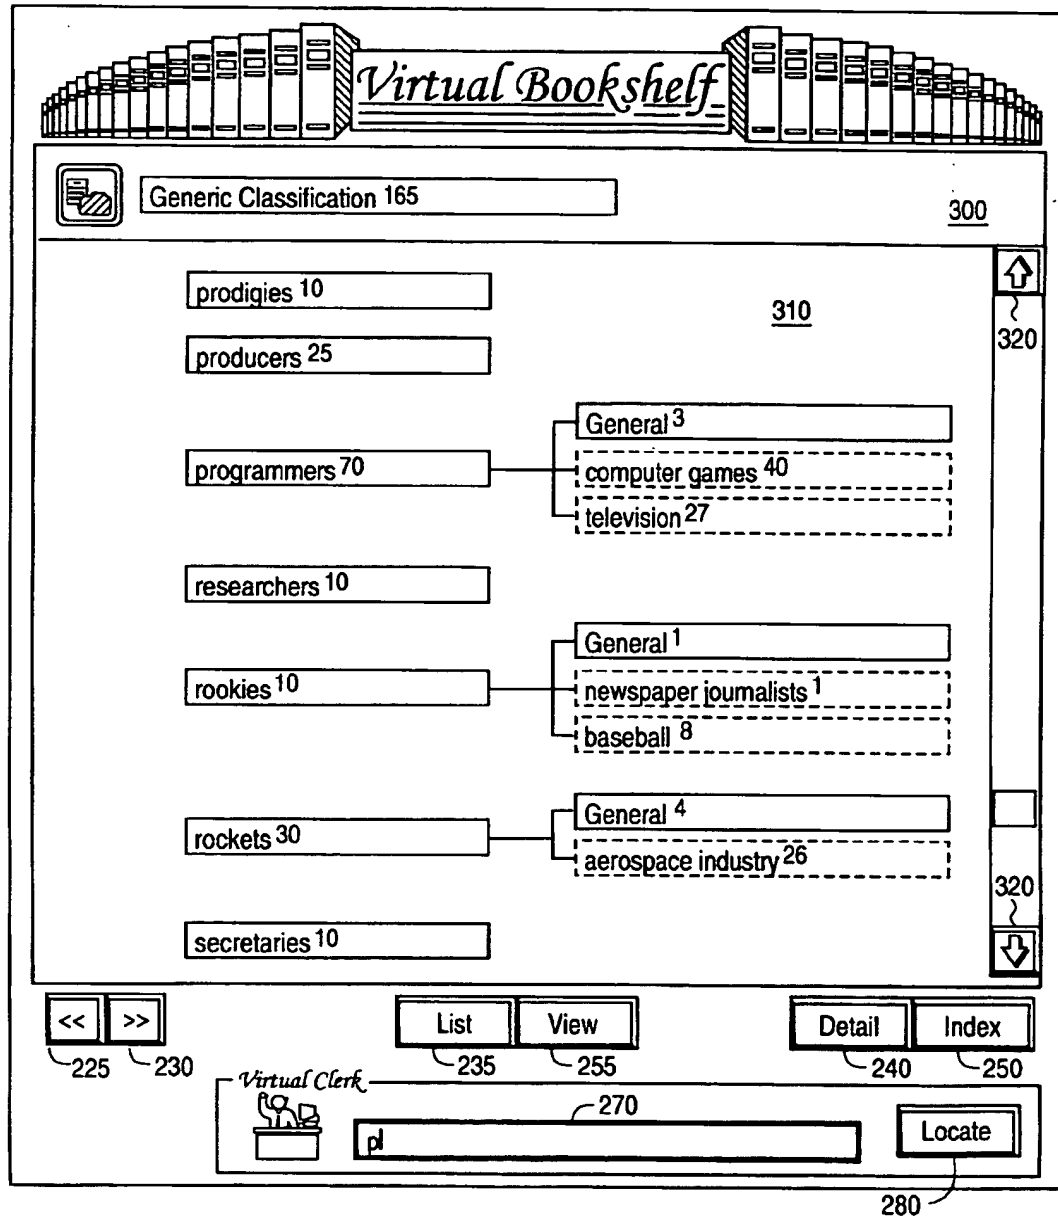 Virtual Bookshelf
Generic Classification 165
300
prodigies 10
310
320
producers 25
General 3
programmers 70
computer games 40
television 27
researchers 10
General 1
rookies 10
newspaper journalists 1
baseball 8
General 4
rockets 30
aerospace industry 26
320
secretaries 10
<< >> List View Detail Index
225 230 235 255 240 250
Virtual Clerk
270
pl Locate
280